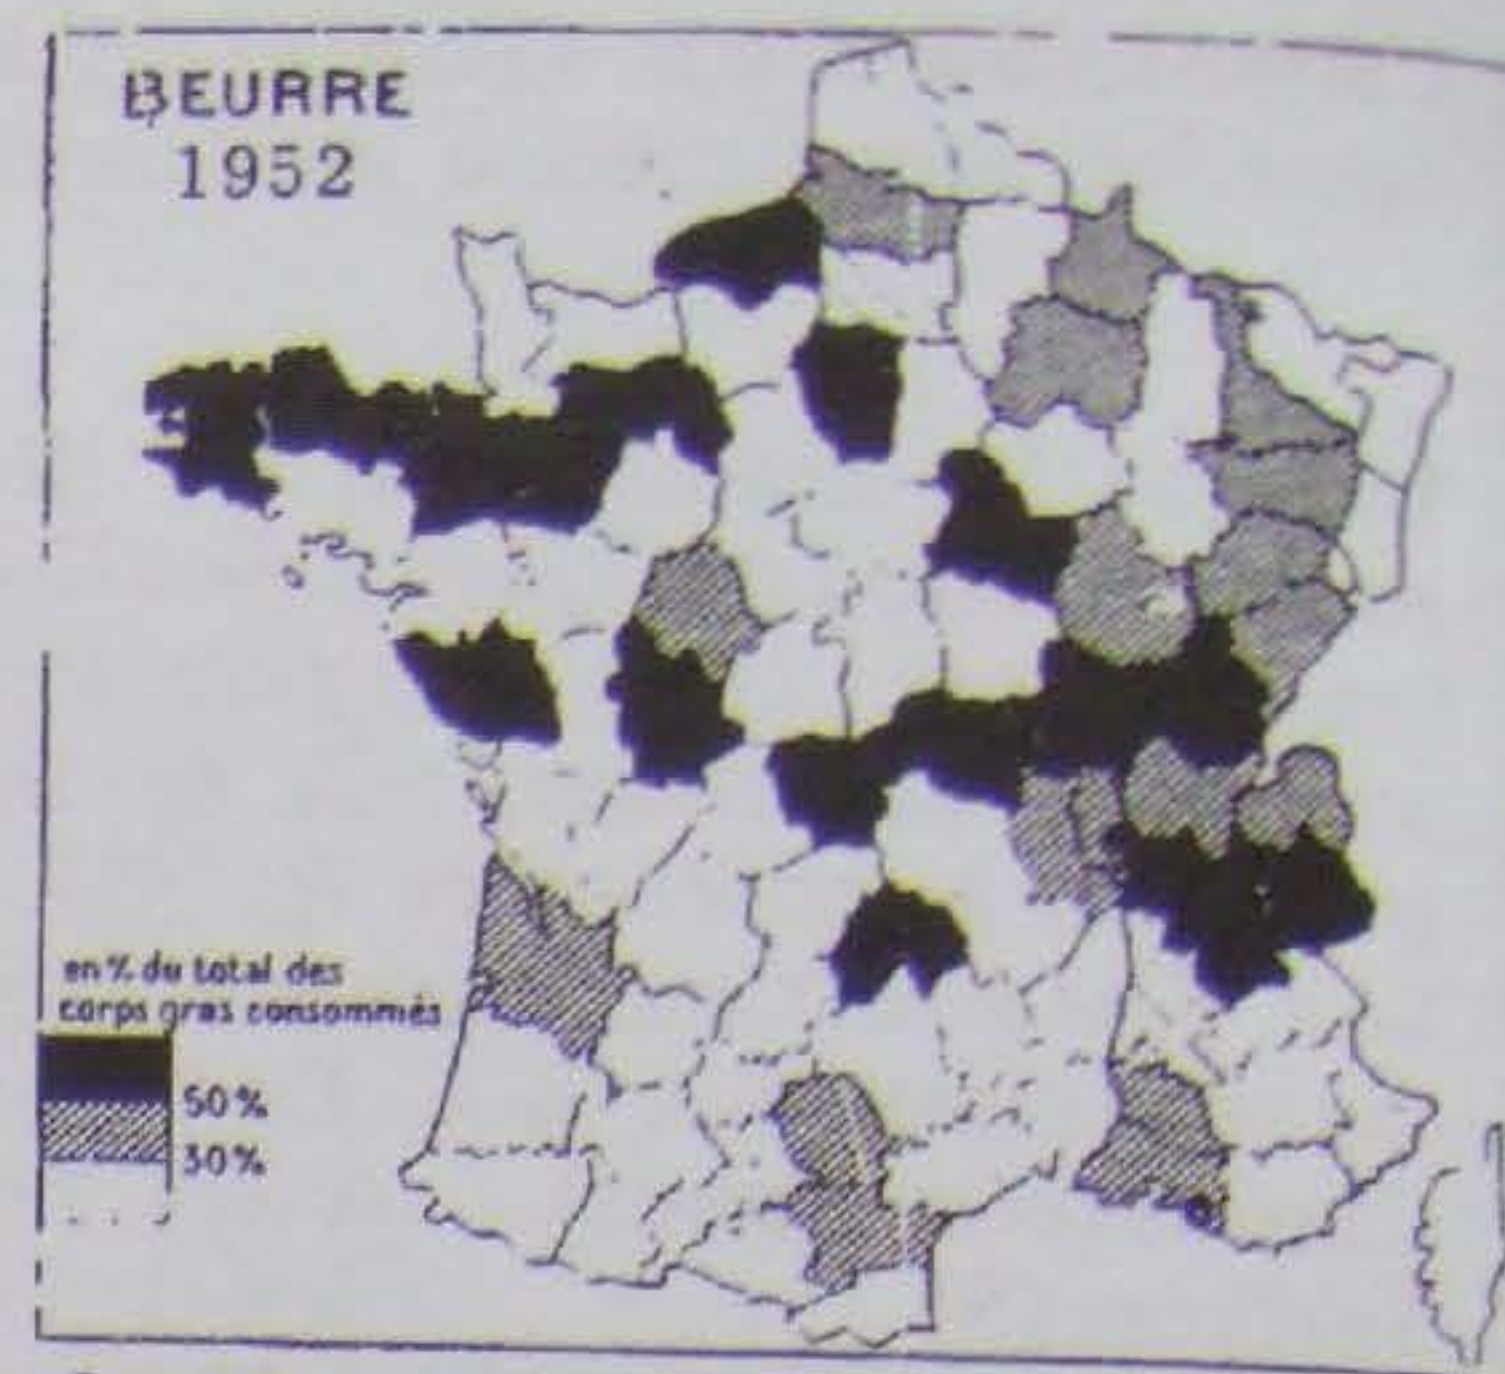 BEURRE
1952
en % du total des
corps gras consommés
50%
30%